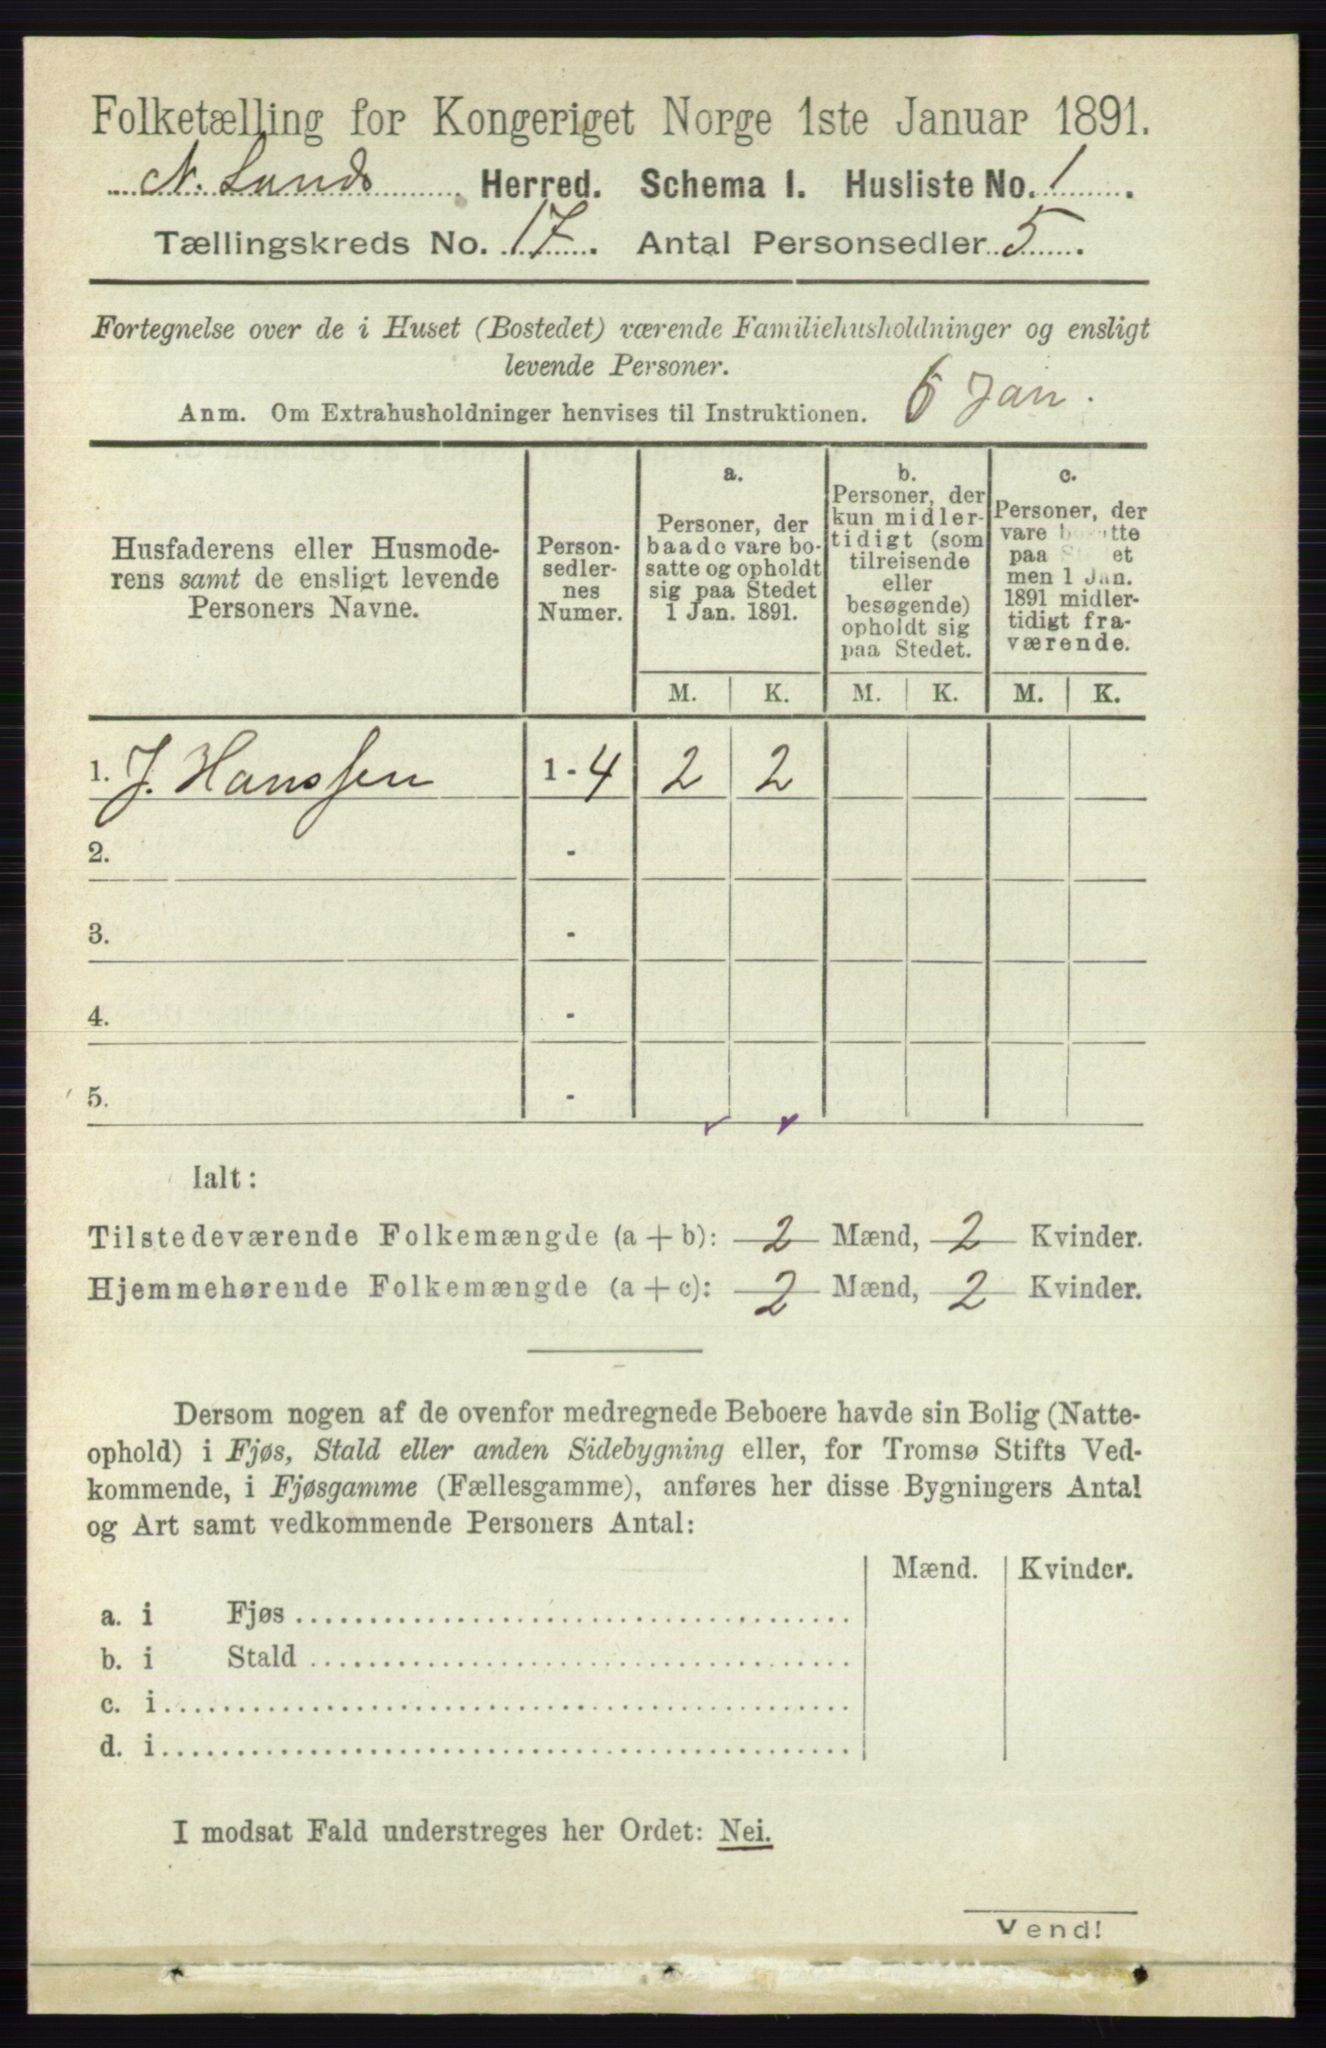 Folketælling for Kongeriget Norge 1ste Januar 1891.
N. Lands Herred. Schema I. Husliste No. 1.
Tællingskreds No. 17. Antal Personsedler 5.
Fortegnelse over de i Huset (Bostedet) værende Familiehusholdninger og ensligt
levende Personer.
6 Jan.
Anm. Om Extrahusholdninger henvises til Instruktionen.
Husfaderens eller Husmode-
rens samt de ensligt levende
Personers Navne.
Person-
sedler-
nes
Numer.
a.
Personer, der
baade vare bo-
satte og opholdt
sig paa Stedet
1 Jan. 1891.
b.
Personer, der
kun midler-
tidigt (som
tilreisende
eller
besøgende)
opholdt sig
paa Stedet.
c.
Personer, der
vare bosatte
paa Stedet
men 1 Jan.
1891 midler-
tidigt fra-
værende.
M. K. M. K. M. K.
1. J. Hanssen 1-4 2 2
2. -
3. -
4. -
5. -
Ialt:
Tilstedeværende Folkemængde (a+b): 2 Mænd, 2 Kvinder.
Hjemmehørende Folkemængde (a+c): 2 Mænd, 2 Kvinder.
Dersom nogen af de ovenfor medregnede Beboere havde sin Bolig (Natte-
ophold) i Fjøs, Stald eller anden Sidebygning eller, for Tromsø Stifts Ved-
kommende, i Fjøsgamme (Fællesgamme), anføres her disse Bygningers Antal
og Art samt vedkommende Personers Antal:
Mænd. Kvinder.
a. i Fjøs
b. i Stald
c. i
d. i
I modsat Fald understreges her Ordet: Nei.
Vend!